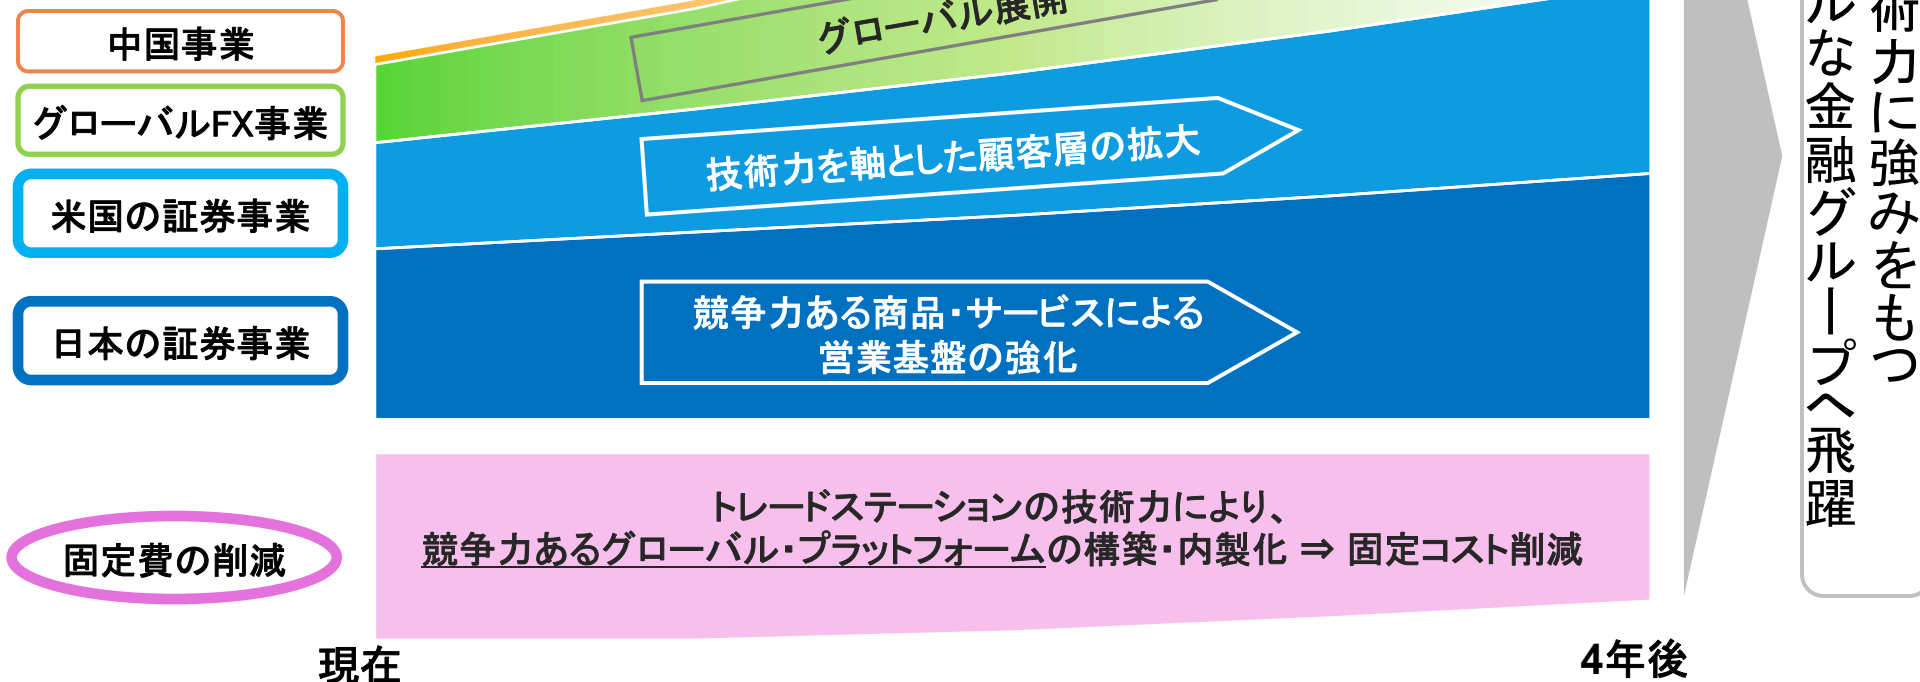 中国事業
グローバル展開
グローバルFX事業
技術力を軸とした顧客層の拡大
米国の証券事業
競争力ある商品・サービスによる
営業基盤の強化
日本の証券事業
トレードステーションの技術力により、
競争力あるグローバル・プラットフォームの構築・内製化 ⇒ 固定コスト削減
固定費の削減
現在
4年後
術力に強みをもつ
ルな金融グループへ飛躍